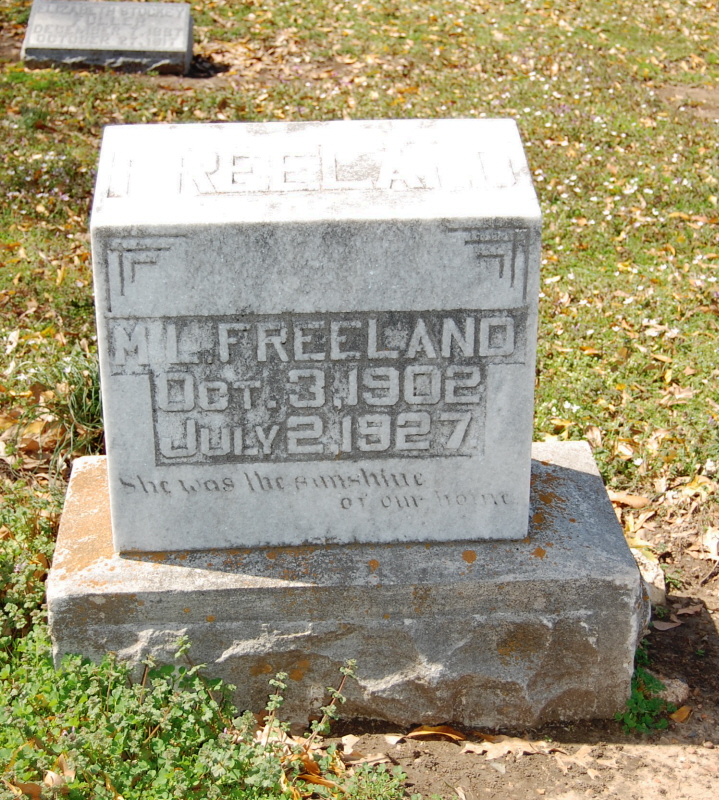 FREELAND
M.L. FREELAND
OCT. 3, 1902
JULY 2, 1927
She was the sunshine
of our home